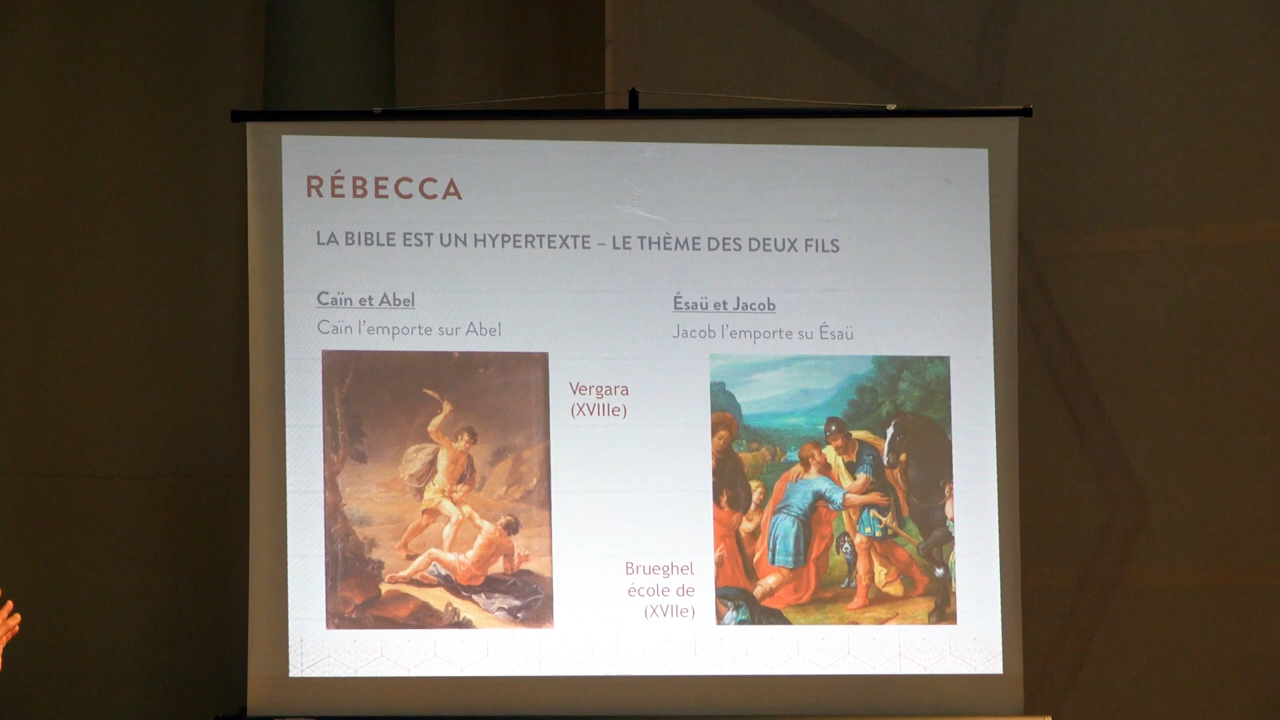 RÉBECCA
LA BIBLE EST UN HYPERTEXTE – LE THÈME DES DEUX FILS
Caïn et Abel
Caïn l'emporte sur Abel
Ésaü et Jacob
Jacob l'emporte su Ésaü
Vergara
(XVIIIe)
Brueghel
école de
(XVIIe)